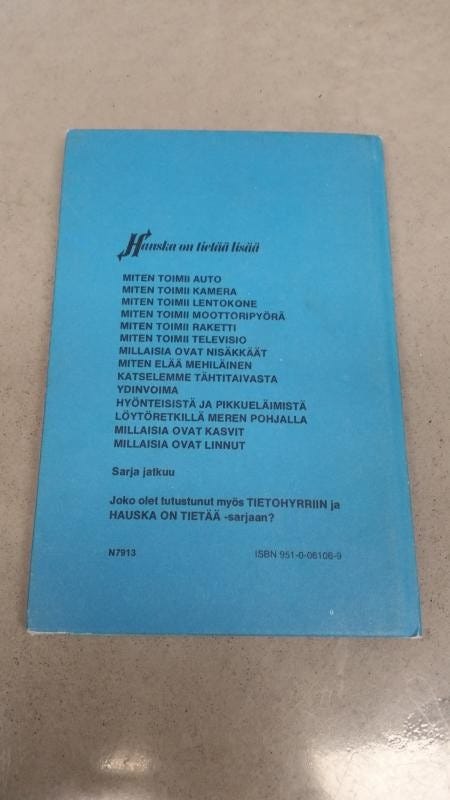 Hauska on tietää lisää
MITEN TOIMII AUTO
MITEN TOIMII KAMERA
MITEN TOIMII LENTOKONE
MITEN TOIMII MOOTTORIPYÖRÄ
MITEN TOIMII RAKETTI
MITEN TOIMII TELEVISIO
MILLAISIA OVAT NISÄKKÄÄT
MITEN ELÄÄ MEHILÄINEN
KATSELEMME TÄHTITAIVASTA
YDINVOIMA
HYÖNTEISISTÄ JA PIKKUELÄIMISTÄ
LÖYTÖRETKILLÄ MEREN POHJALLA
MILLAISIA OVAT KASVIT
MILLAISIA OVAT LINNUT
Sarja jatkuu
Joko olet tutustunut myös TIETOHYRRIIN ja
HAUSKA ON TIETÄÄ -sarjaan?
N7913 ISBN 951-0-06106-9